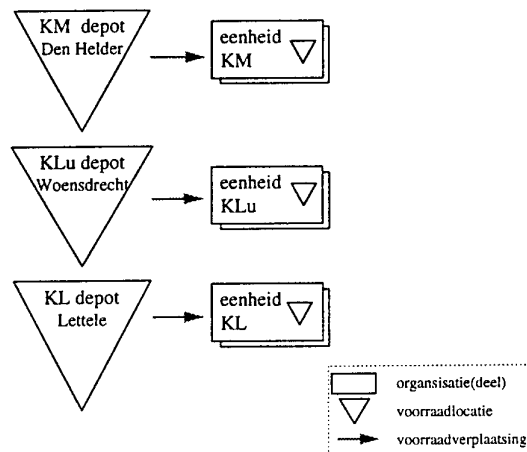 KM depot
Den Helder
eenheid
KM
KLu depot
Woensdrecht
eenheid
KLu
KL depot
Lettele
eenheid
KL
organsisatie(deel)
voorraadlocatie
voorraadverplaatsing